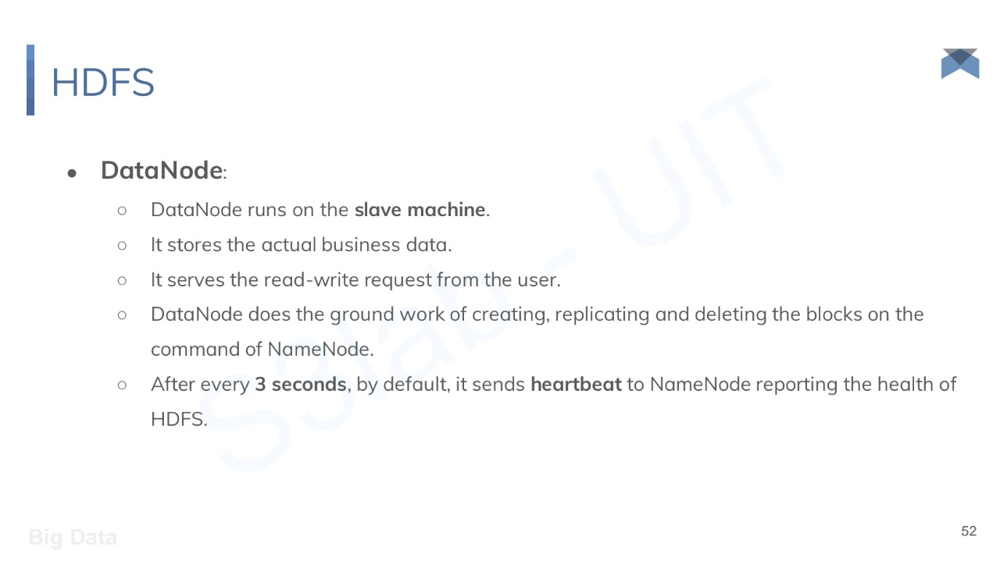 HDFS
● DataNode:
○ DataNode runs on the slave machine.
○ It stores the actual business data.
○ It serves the read-write request from the user.
○ DataNode does the ground work of creating, replicating and deleting the blocks on the
command of NameNode.
○ After every 3 seconds, by default, it sends heartbeat to NameNode reporting the health of
HDFS.
S3lab - UIT
Big Data
52